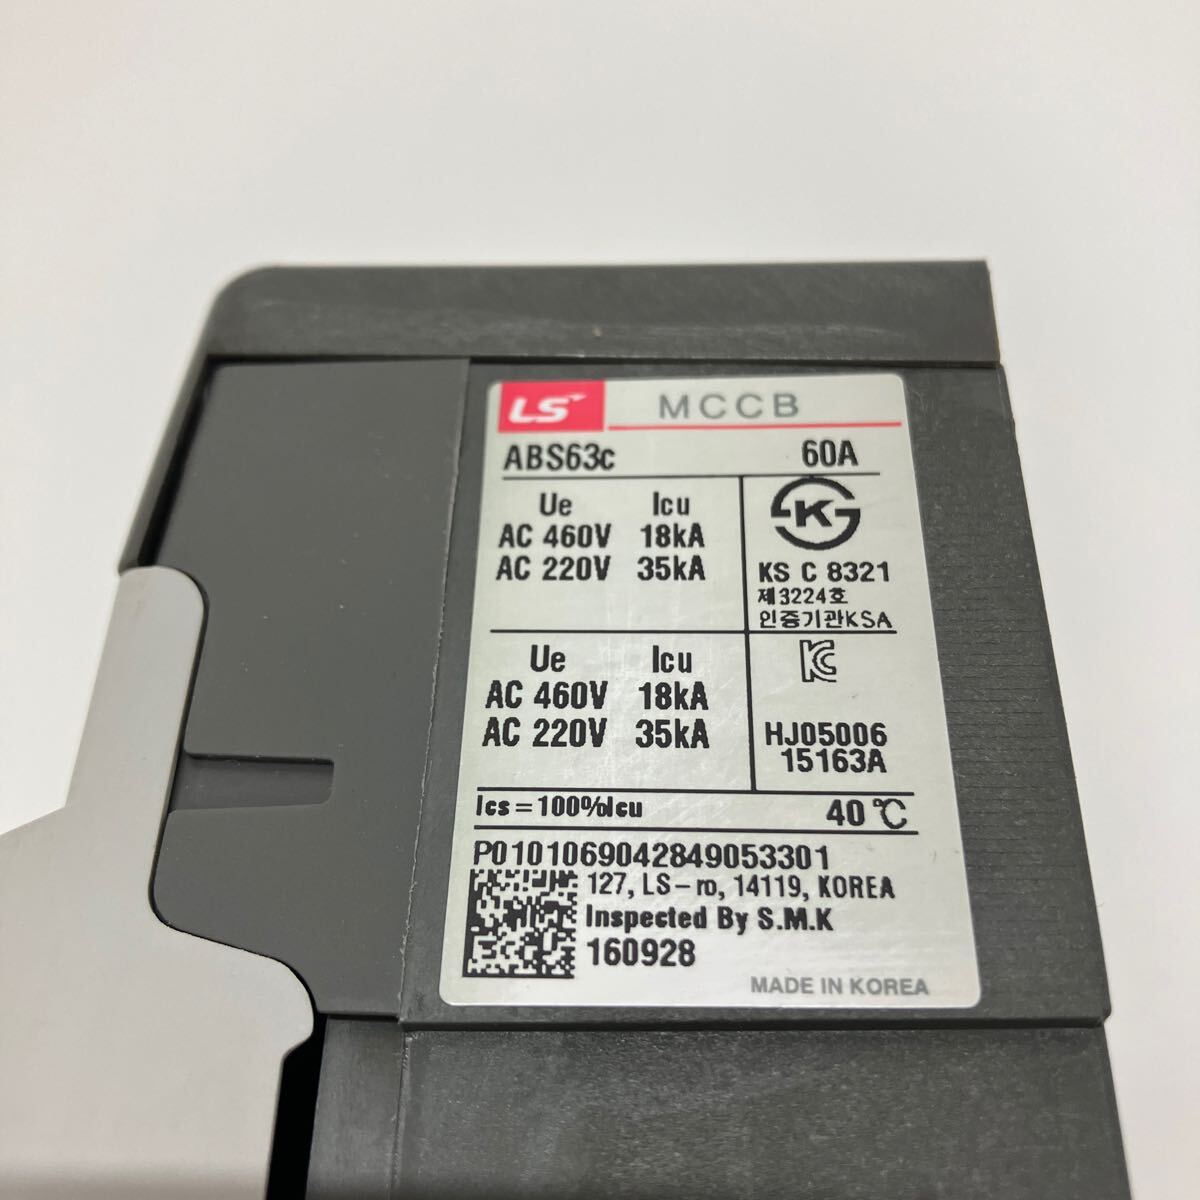 LS MCCB
ABS63c 60A
Ue Icu
AC 460V 18kA
AC 220V 35kA
K
KS C 8321
제3224호
인증기관KSA
Ue Icu
AC 460V 18kA
AC 220V 35kA
KC
HJ05006
15163A
Ics=100%Icu 40℃
P0101069042849053301
127, LS-ro, 14119, KOREA
Inspected By S.M.K
160928
MADE IN KOREA